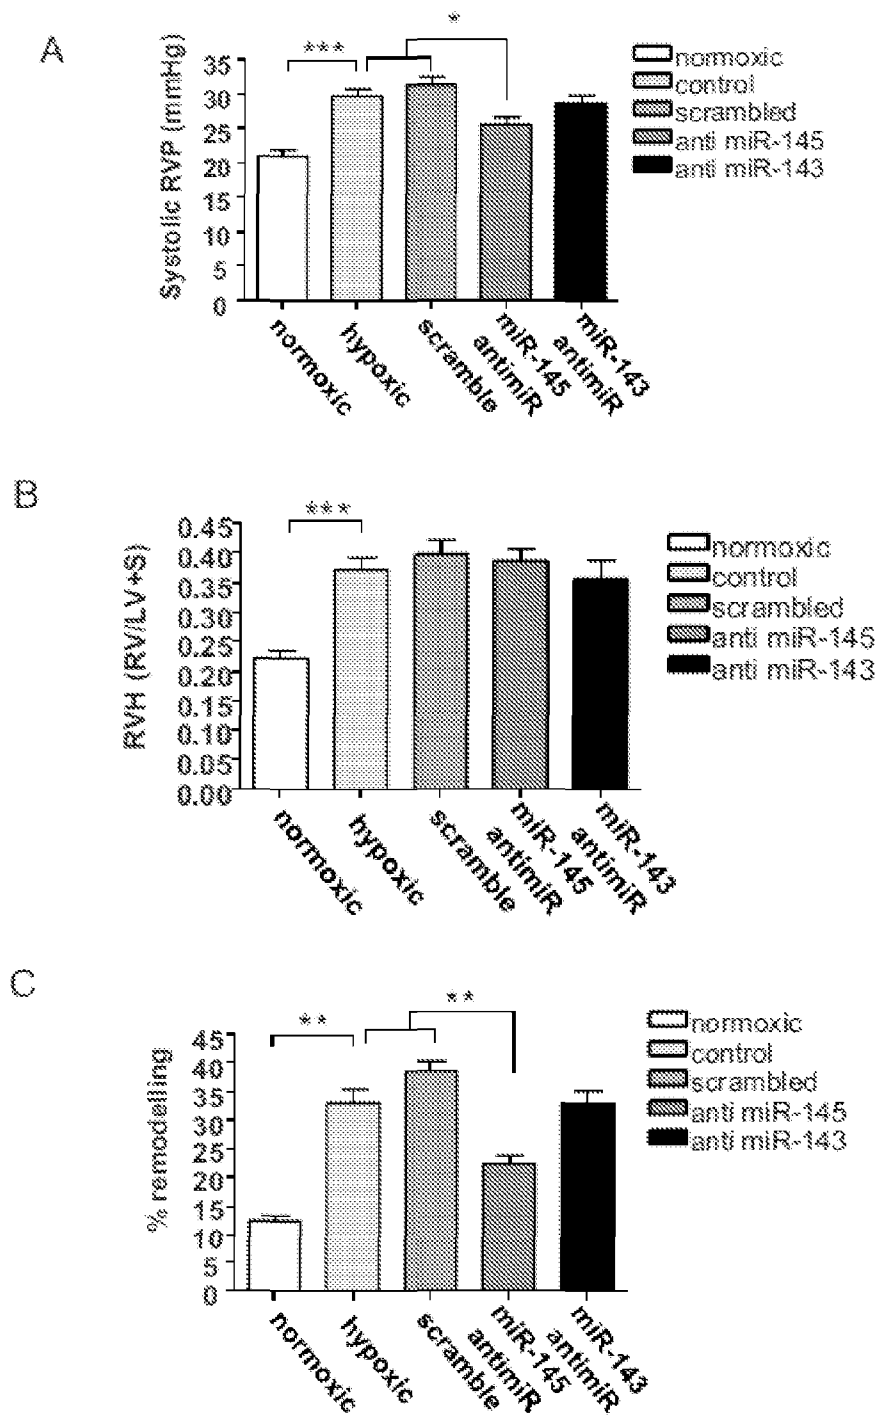 A
***
*
Systolic RVP (mmHg)
35
30
25
20
15
10
5
0
normoxic
hypoxic
scramble
miR-145
antimiR
miR-143
antimiR
normoxic
control
scrambled
anti miR-145
anti miR-143
B
***
RVH (RV/LV+S)
0.45
0.40
0.35
0.30
0.25
0.20
0.15
0.10
0.05
0.00
normoxic
hypoxic
scramble
miR-145
antimiR
miR-143
antimiR
normoxic
control
scrambled
anti miR-145
anti miR-143
C
**
**
% remodelling
45
40
35
30
25
20
15
10
5
0
normoxic
hypoxic
scramble
miR-145
antimiR
miR-143
antimiR
normoxic
control
scrambled
anti miR-145
anti miR-143